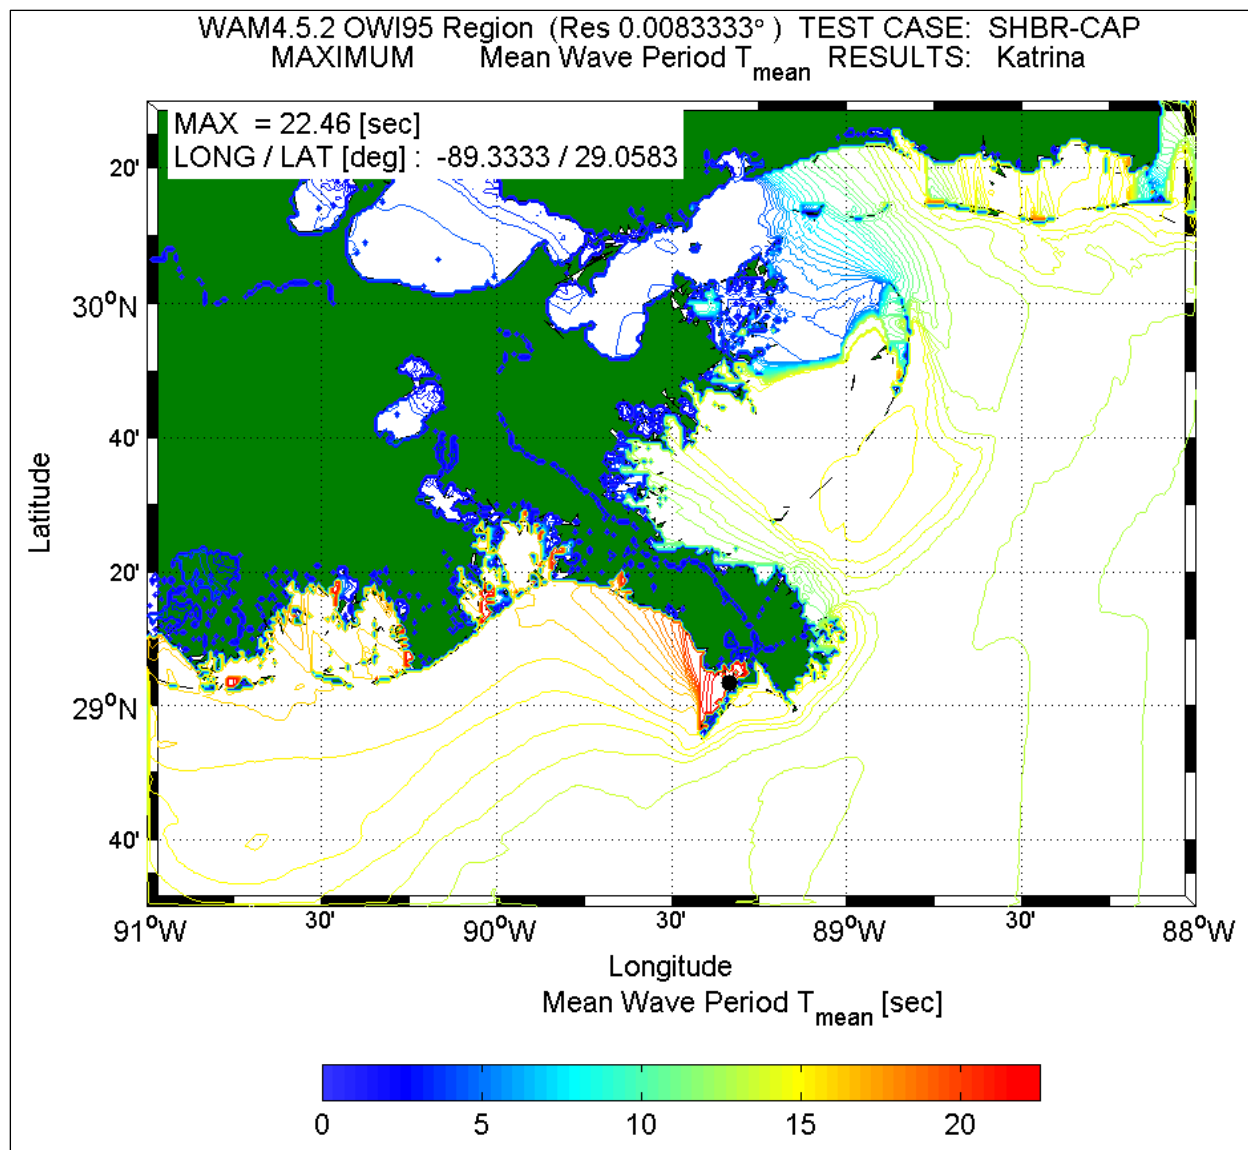 WAM4.5.2 OWI95 Region (Res 0.0083333° ) TEST CASE: SHBR-CAP
MAXIMUM Mean Wave Period Tmean RESULTS: Katrina
MAX = 22.46 [sec]
LONG / LAT [deg] : -89.3333 / 29.0583
20'
30°N
40'
20'
29°N
40'
Latitude
91°W 30' 90°W 30' 89°W 30' 88°W
Longitude
Mean Wave Period Tmean [sec]
0 5 10 15 20